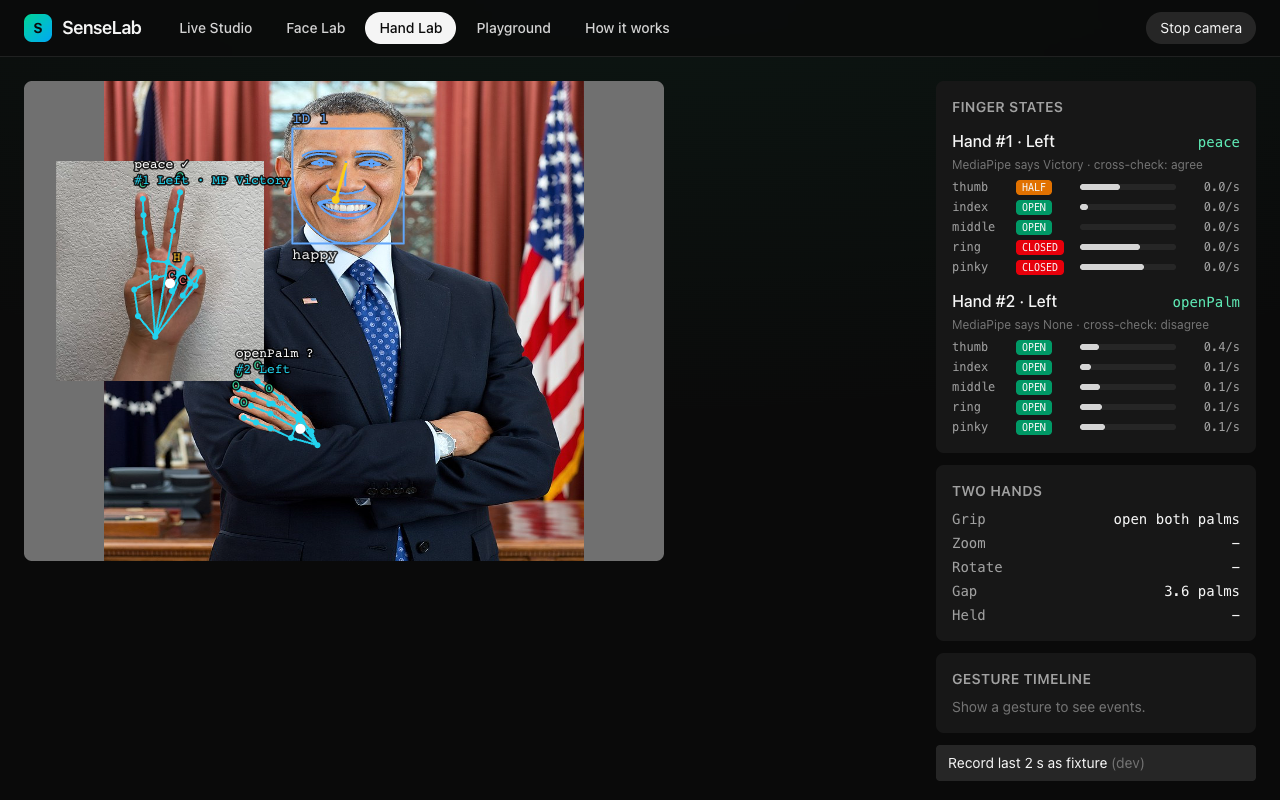 S SenseLab Live Studio Face Lab Hand Lab Playground How it works Stop camera
ID 1
peace ✓
#1 Left · MP Victory
H
C C
happy
openPalm ?
#2 Left
O O
O
O
FINGER STATES
Hand #1 · Left peace
MediaPipe says Victory · cross-check: agree
thumb HALF 0.0/s
index OPEN 0.0/s
middle OPEN 0.0/s
ring CLOSED 0.0/s
pinky CLOSED 0.0/s
Hand #2 · Left openPalm
MediaPipe says None · cross-check: disagree
thumb OPEN 0.4/s
index OPEN 0.1/s
middle OPEN 0.1/s
ring OPEN 0.1/s
pinky OPEN 0.1/s
TWO HANDS
Grip open both palms
Zoom –
Rotate –
Gap 3.6 palms
Held –
GESTURE TIMELINE
Show a gesture to see events.
Record last 2 s as fixture (dev)